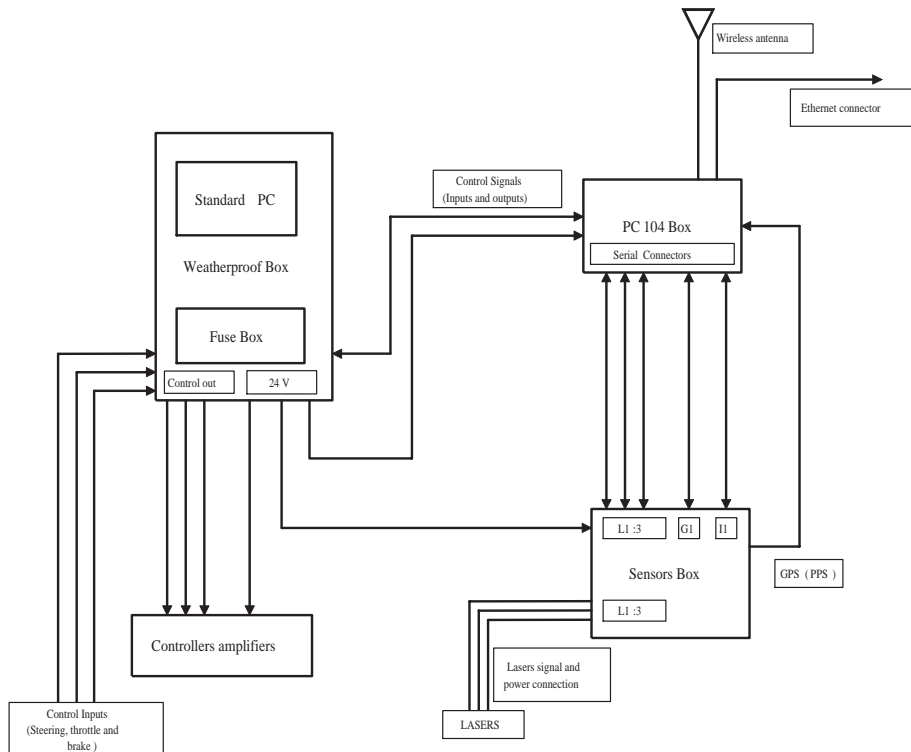 Wireless antenna
Ethernet connector
Control Signals
(Inputs and outputs)
Standard PC
PC 104 Box
Serial Connectors
Weatherproof Box
Fuse Box
Control out
24 V
L1 :3
G1
I1
Sensors Box
GPS ( PPS )
L1 :3
Controllers amplifiers
Lasers signal and
power connection
Control Inputs
(Steering, throttle and
brake )
LASERS